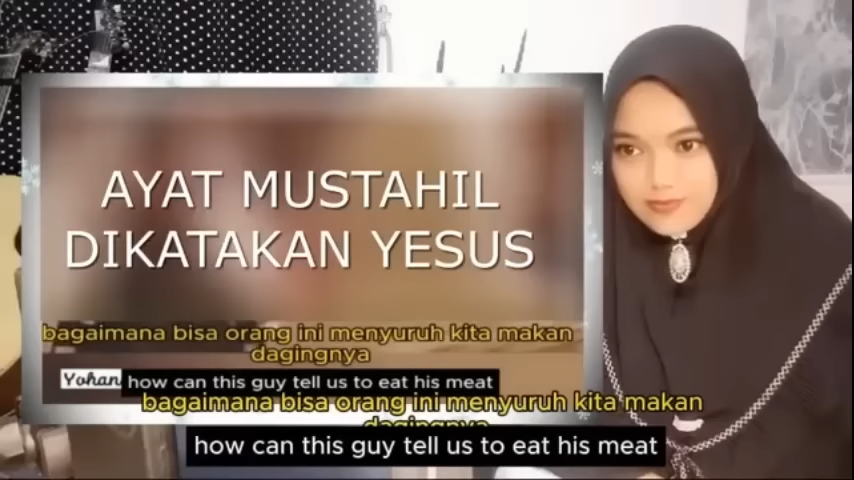 AYAT MUSTAHIL
DIKATAKAN YESUS
bagaimana bisa orang ini menyuruh kita makan
dagingnya
Yohan
how can this guy tell us to eat his meat
bagaimana bisa orang ini menyuruh kita makan
dagingnya
how can this guy tell us to eat his meat